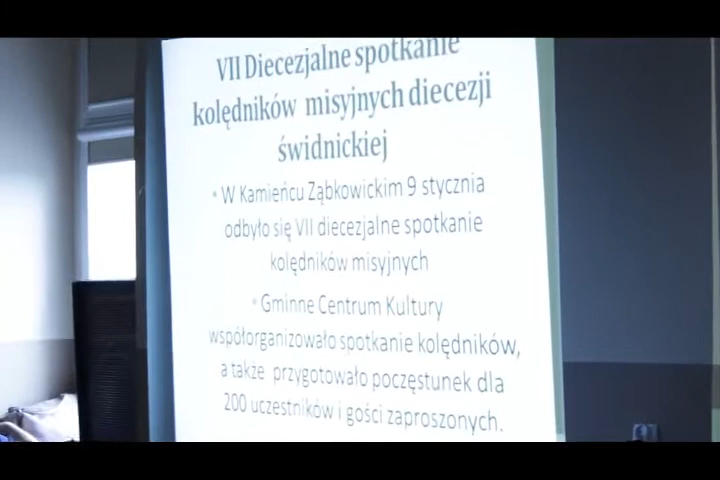 VII Diecezjalne spotkanie
kolędników misyjnych diecezji
świdnickiej
• W Kamieńcu Ząbkowickim 9 stycznia
odbyło się VII diecezjalne spotkanie
kolędników misyjnych
• Gminne Centrum Kultury
współorganizowało spotkanie kolędników,
a także przygotowało poczęstunek dla
200 uczestników i gości zaproszonych.